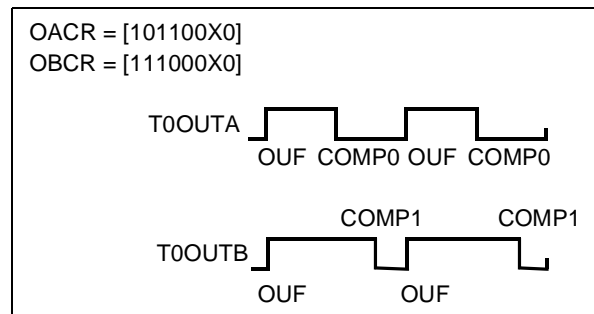 OACR = [101100X0]
OBCR = [111000X0]
T0OUTA
OUF COMP0 OUF COMP0
COMP1 COMP1
T0OUTB
OUF OUF